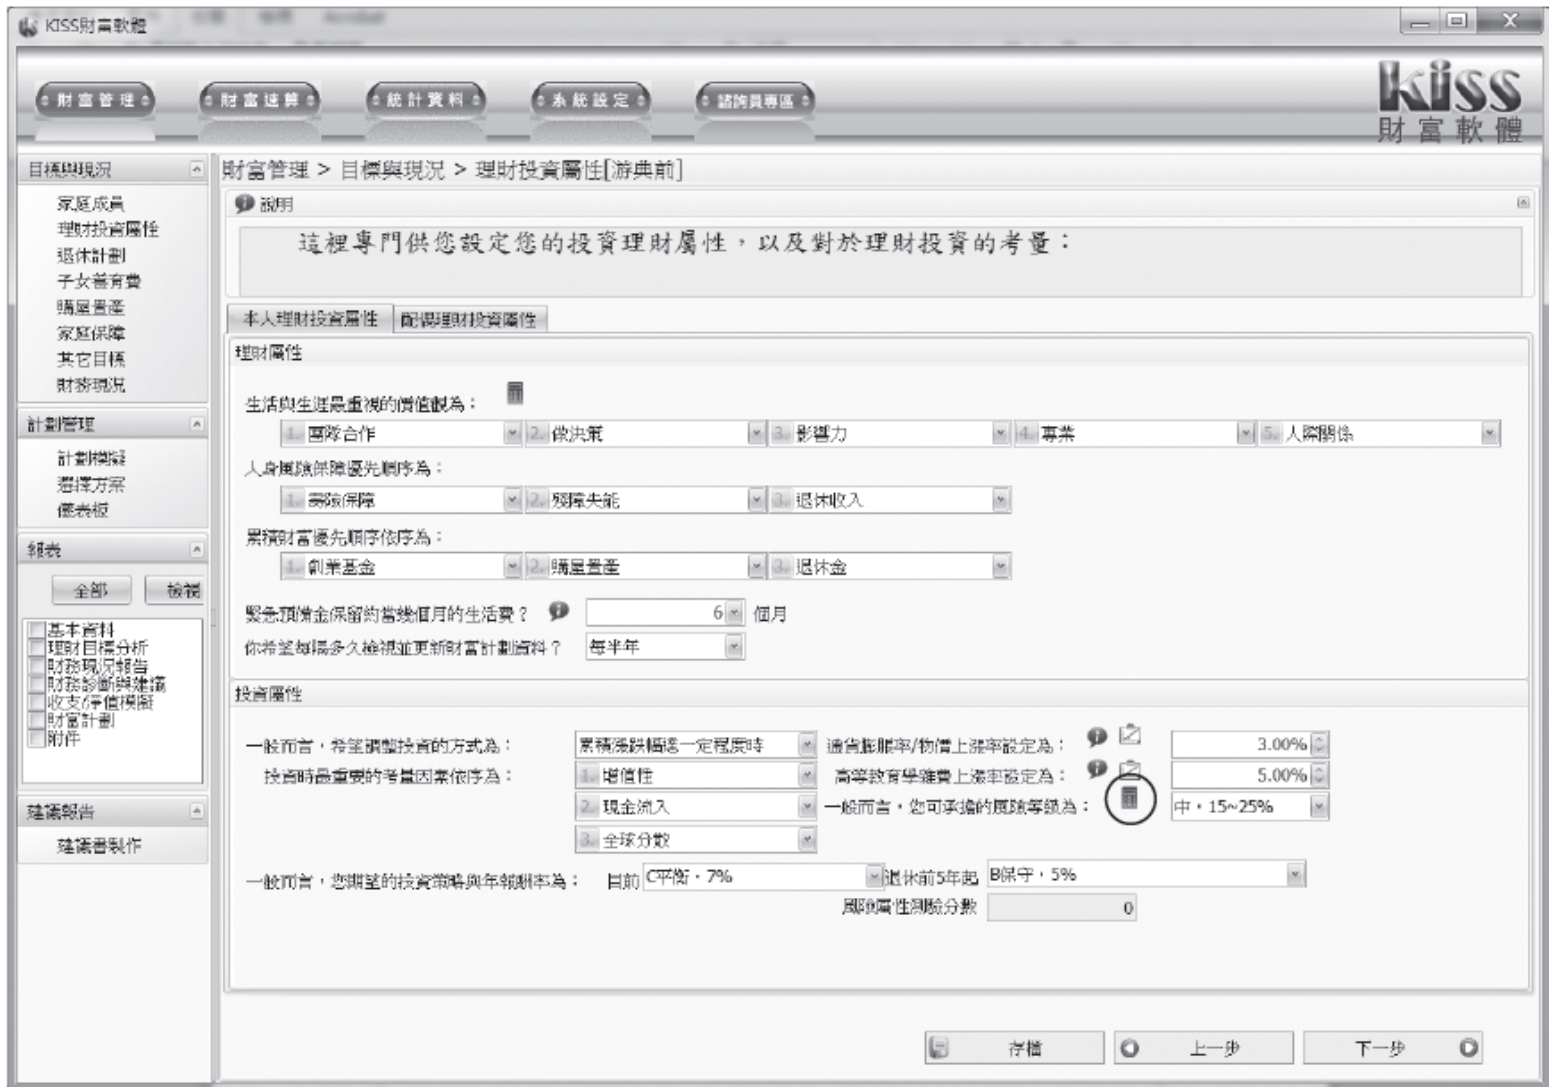 KISS財富軟體
財富管理 財富速算 統計資料 系統設定 諮詢員專區
kiss
財富軟體
目標與現況
家庭成員
理財投資屬性
退休計劃
子女養育費
購屋置產
家庭保障
其它目標
財務現況
計劃管理
計劃模擬
選擇方案
儀表板
報表
全部 檢視
基本資料
理財目標分析
財務現況報告
財務診斷與建議
收支/淨值模擬
財富計劃
附件
建議報告
建議書製作
財富管理 > 目標與現況 > 理財投資屬性[游典前]
說明
這裡專門供您設定您的投資理財屬性，以及對於理財投資的考量：
本人理財投資屬性 配偶理財投資屬性
理財屬性
生活與生涯最重視的價值觀為：
1. 團隊合作 2. 做決策 3. 影響力 4. 專業 5. 人際關係
人身風險保障優先順序為：
1. 壽險保障 2. 殘障失能 3. 退休收入
累積財富優先順序依序為：
1. 創業基金 2. 購屋置產 3. 退休金
緊急預備金保留約當幾個月的生活費？ 6 個月
你希望每隔多久檢視並更新財富計劃資料？ 每半年
投資屬性
一般而言，希望調整投資的方式為： 累積漲跌幅達一定程度時 通貨膨脹率/物價上漲率設定為： 3.00%
投資時最重要的考量因素依序為： 1. 增值性 高等教育學雜費上漲率設定為： 5.00%
2. 現金流入 一般而言，您可承擔的風險等級為： 中，15~25%
3. 全球分散
一般而言，您期望的投資策略與年報酬率為： 目前 C平衡，7% 退休前5年起 B保守，5%
風險屬性測驗分數 0
存檔 上一步 下一步